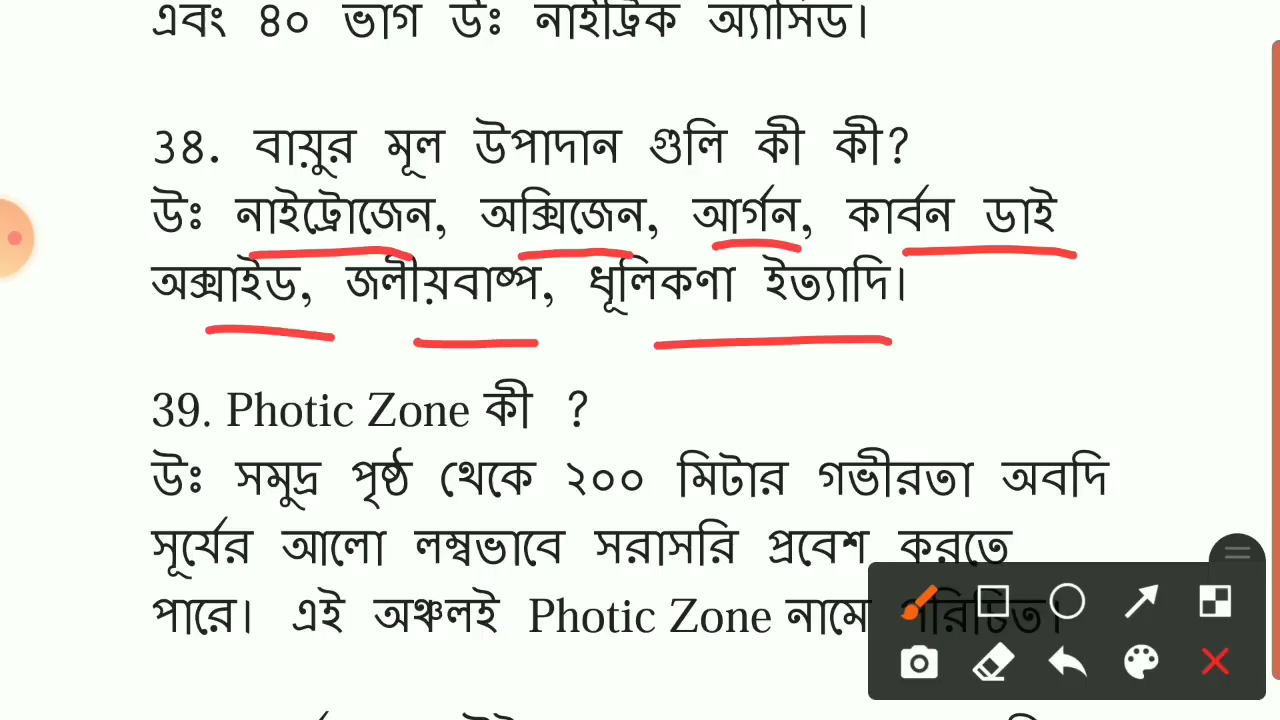 এবং ৪০ ভাগ উঃ নাইট্রিক অ্যাসিড।
38. বায়ুর মূল উপাদান গুলি কী কী?
উঃ নাইট্রোজেন, অক্সিজেন, আর্গন, কার্বন ডাই
অক্সাইড, জলীয়বাষ্প, ধূলিকণা ইত্যাদি।
39. Photic Zone কী ?
উঃ সমুদ্র পৃষ্ঠ থেকে ২০০ মিটার গভীরতা অবদি
সূর্যের আলো লম্বভাবে সরাসরি প্রবেশ করতে
পারে। এই অঞ্চলই Photic Zone নামে পরিচিত।